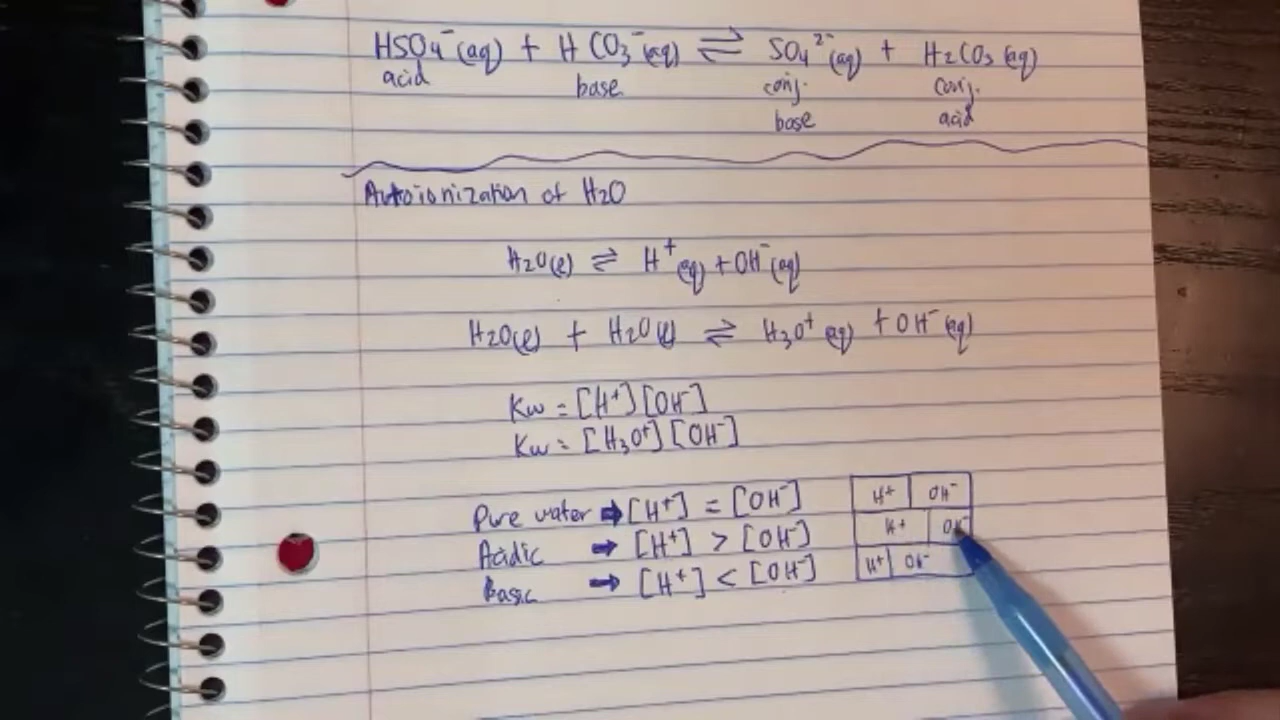 HSO₄⁻(aq) + HCO₃⁻(aq) ⇌ SO₄²⁻(aq) + H₂CO₃(aq)
acid base conj. base conj. acid
Autoionization of H₂O
H₂O(l) ⇌ H⁺(aq) + OH⁻(aq)
H₂O(l) + H₂O(l) ⇌ H₃O⁺(aq) + OH⁻(aq)
Kw = [H⁺][OH⁻]
Kw = [H₃O⁺][OH⁻]
Pure water ➡ [H⁺] = [OH⁻] H⁺ OH⁻
Acidic ➡ [H⁺] > [OH⁻] H⁺ OH⁻
Basic ➡ [H⁺] < [OH⁻] H⁺ OH⁻